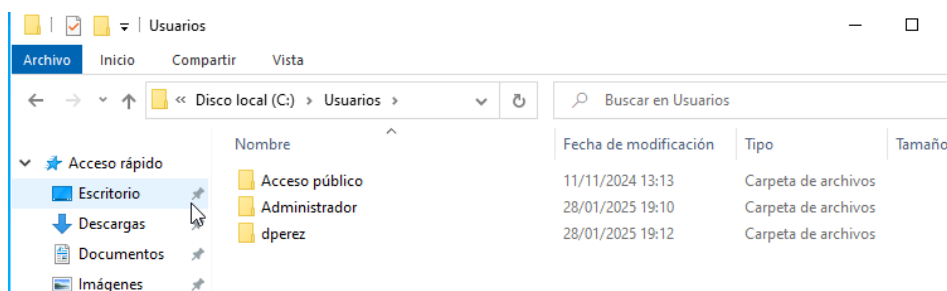 Usuarios
Archivo Inicio Compartir Vista
« Disco local (C:) › Usuarios › Buscar en Usuarios
Nombre Fecha de modificación Tipo Tamaño
Acceso rápido
Escritorio
Descargas
Documentos
Imágenes
Acceso público 11/11/2024 13:13 Carpeta de archivos
Administrador 28/01/2025 19:10 Carpeta de archivos
dperez 28/01/2025 19:12 Carpeta de archivos